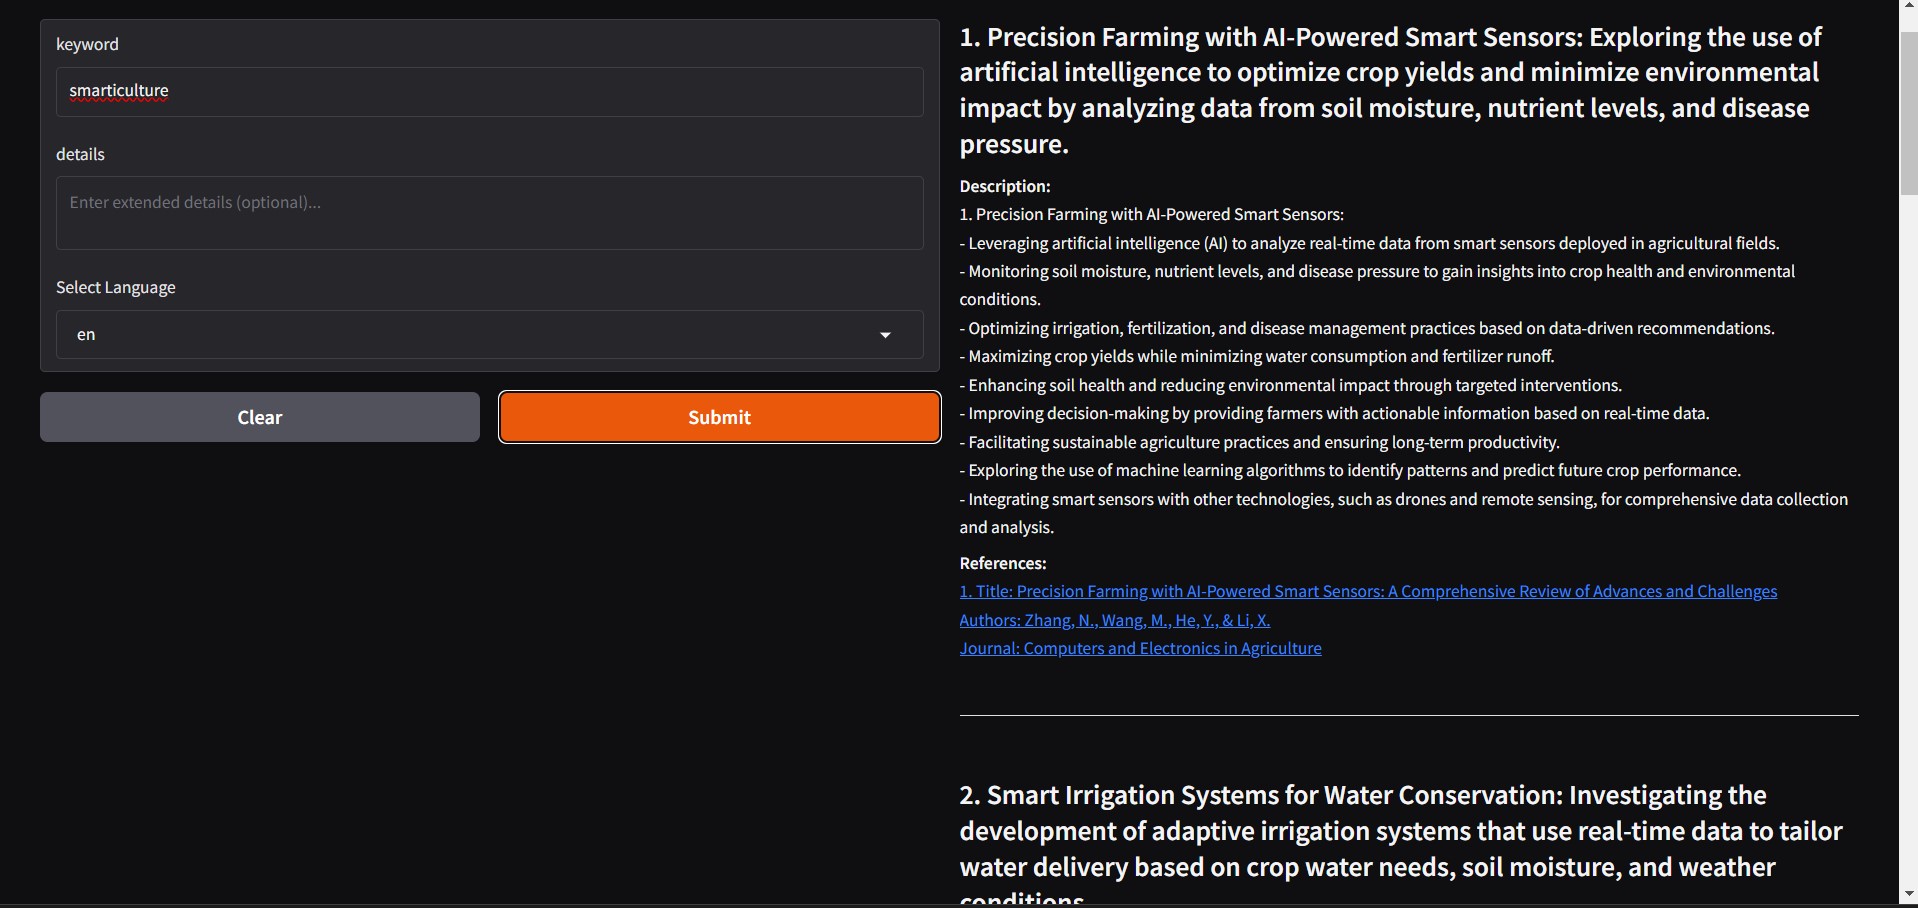 keyword
smarticulture
details
Enter extended details (optional)...
Select Language
en
Clear
Submit
1. Precision Farming with AI-Powered Smart Sensors: Exploring the use of
artificial intelligence to optimize crop yields and minimize environmental
impact by analyzing data from soil moisture, nutrient levels, and disease
pressure.
Description:
1. Precision Farming with AI-Powered Smart Sensors:
- Leveraging artificial intelligence (AI) to analyze real-time data from smart sensors deployed in agricultural fields.
- Monitoring soil moisture, nutrient levels, and disease pressure to gain insights into crop health and environmental
conditions.
- Optimizing irrigation, fertilization, and disease management practices based on data-driven recommendations.
- Maximizing crop yields while minimizing water consumption and fertilizer runoff.
- Enhancing soil health and reducing environmental impact through targeted interventions.
- Improving decision-making by providing farmers with actionable information based on real-time data.
- Facilitating sustainable agriculture practices and ensuring long-term productivity.
- Exploring the use of machine learning algorithms to identify patterns and predict future crop performance.
- Integrating smart sensors with other technologies, such as drones and remote sensing, for comprehensive data collection
and analysis.
References:
1. Title: Precision Farming with AI-Powered Smart Sensors: A Comprehensive Review of Advances and Challenges
Authors: Zhang, N., Wang, M., He, Y., & Li, X.
Journal: Computers and Electronics in Agriculture
2. Smart Irrigation Systems for Water Conservation: Investigating the
development of adaptive irrigation systems that use real-time data to tailor
water delivery based on crop water needs, soil moisture, and weather
conditions